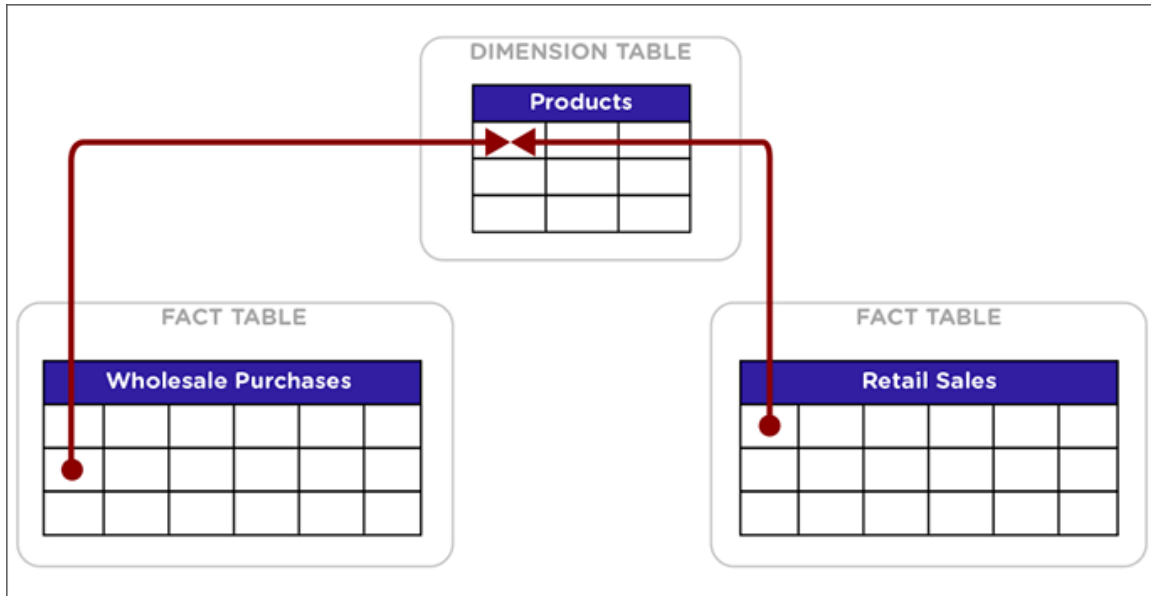 DIMENSION TABLE
Products
FACT TABLE
Wholesale Purchases
FACT TABLE
Retail Sales